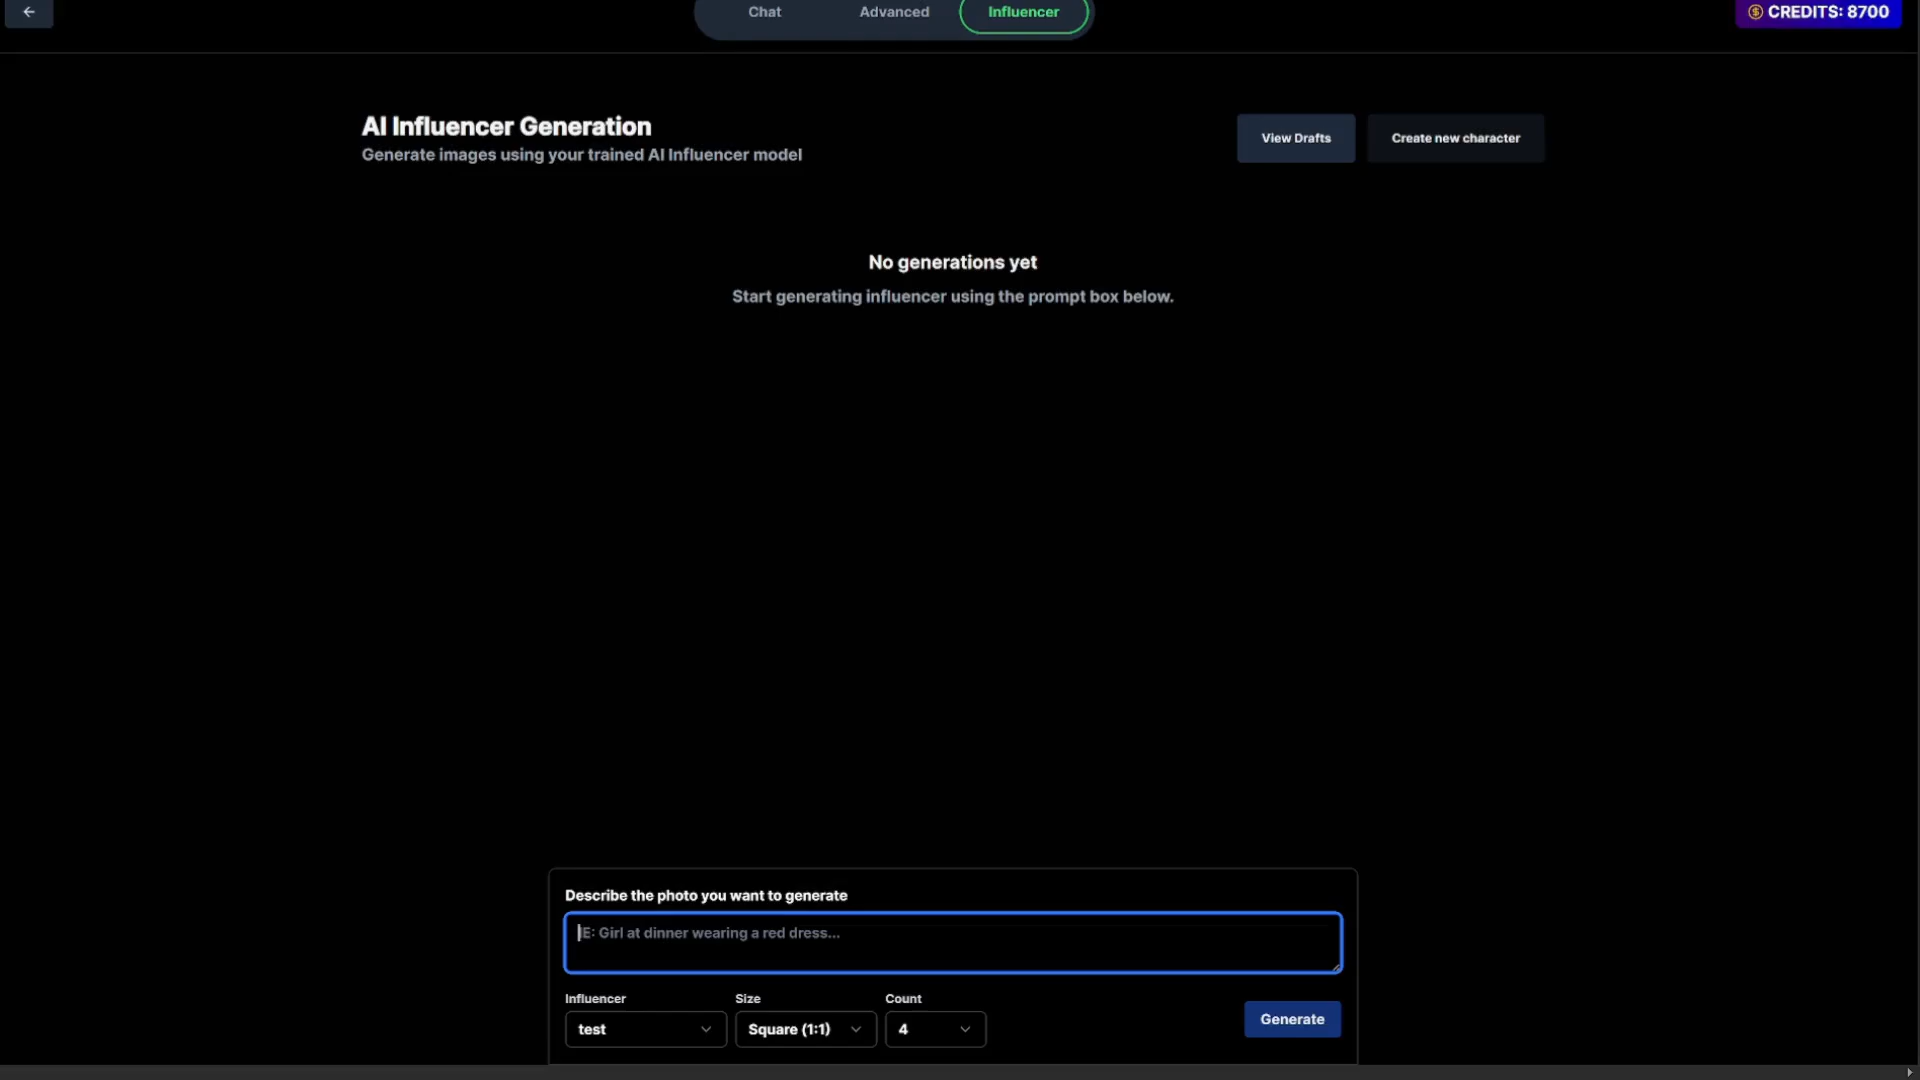 Chat
Advanced
Influencer
CREDITS: 8700
AI Influencer Generation
Generate images using your trained AI Influencer model
View Drafts
Create new character
No generations yet
Start generating influencer using the prompt box below.
Describe the photo you want to generate
IE: Girl at dinner wearing a red dress...
Influencer
Size
Count
test
Square (1:1)
4
Generate